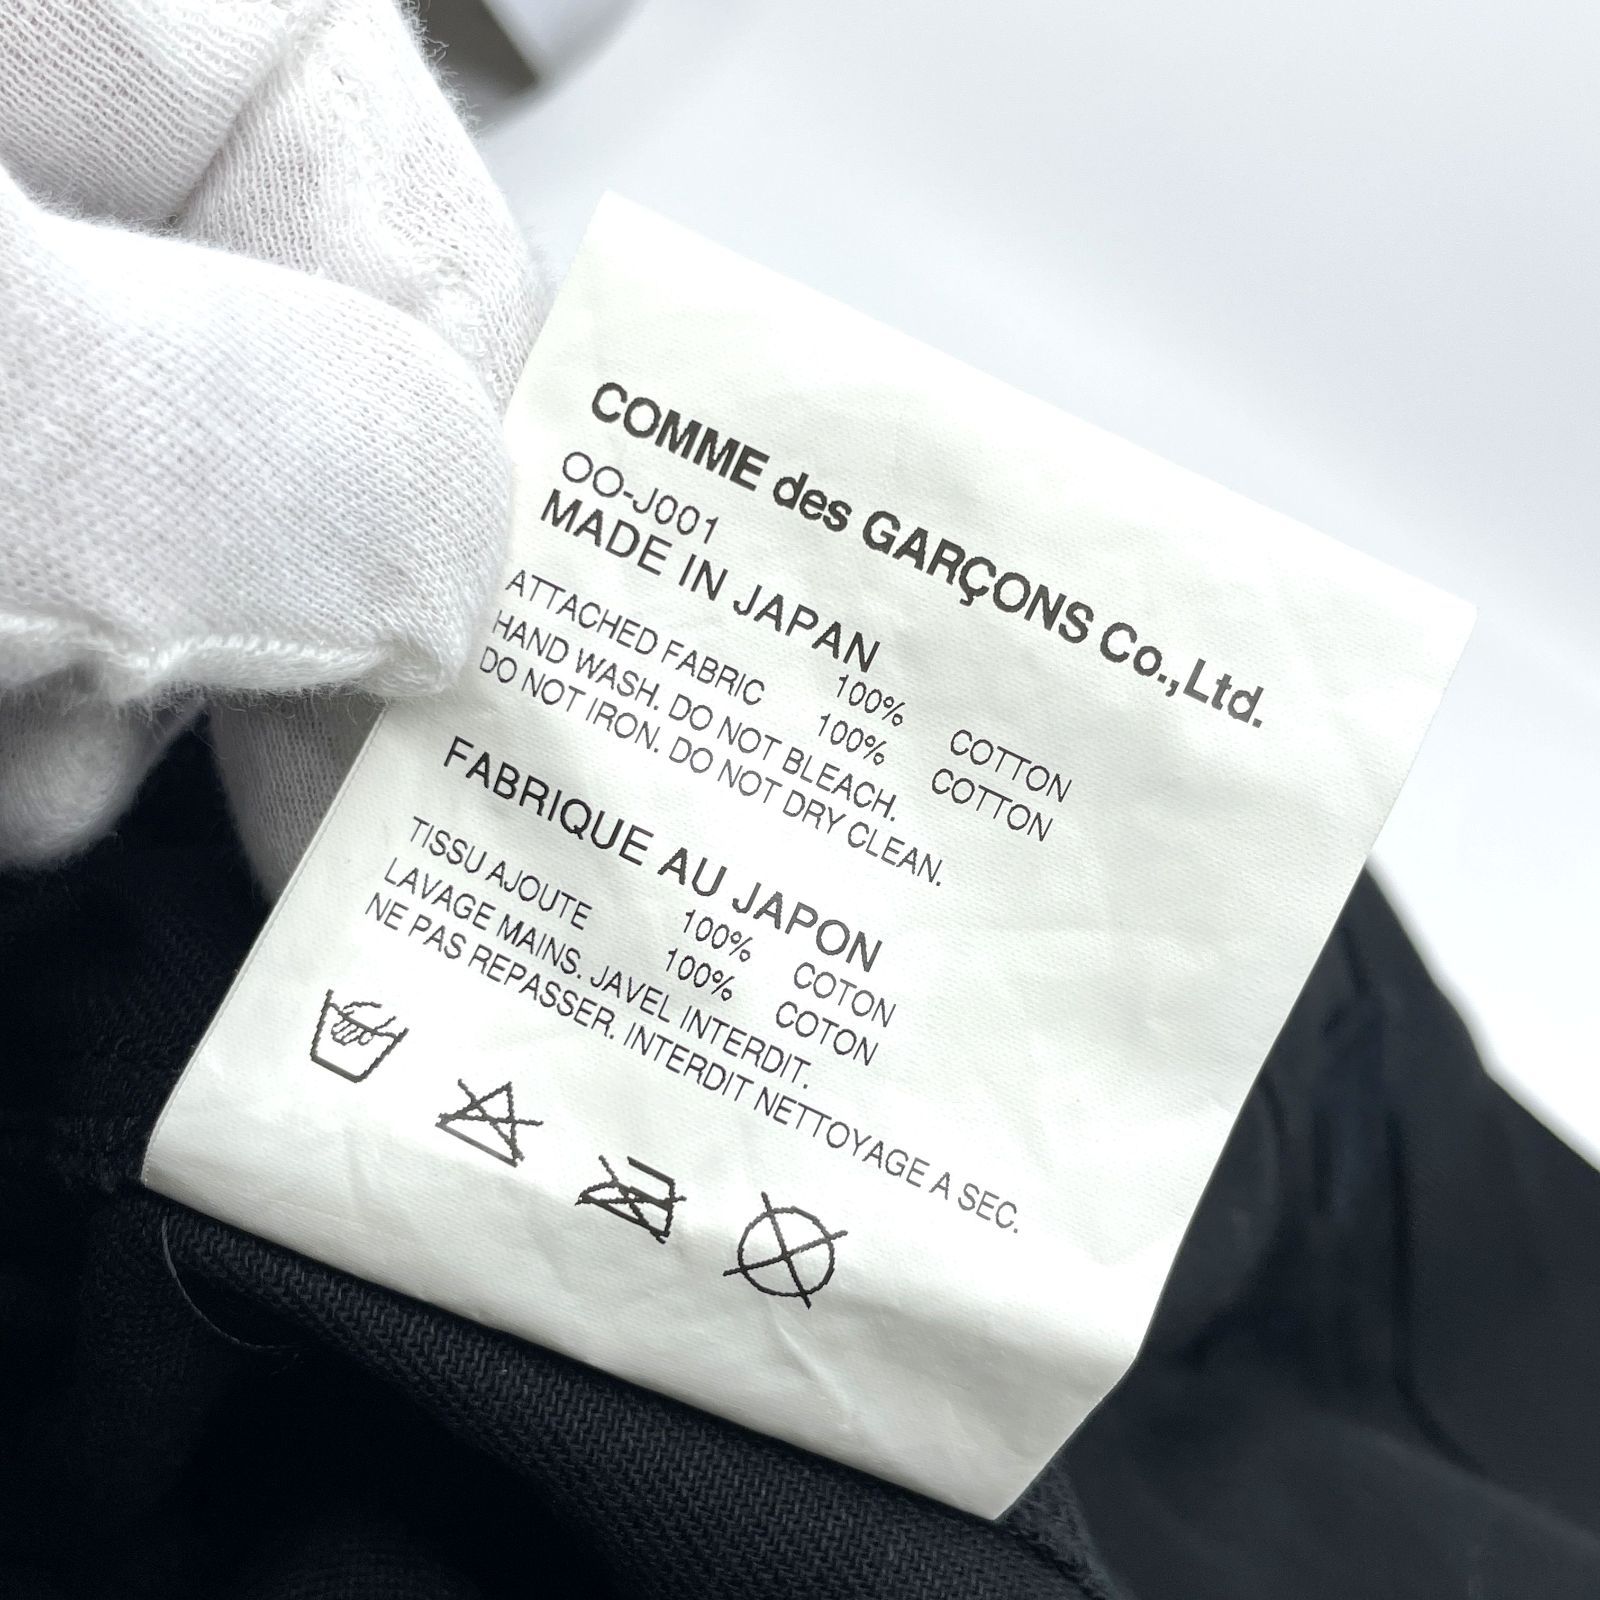 COMME des GARÇONS Co.,Ltd.
OO-J001
MADE IN JAPAN
100% COTTON
ATTACHED FABRIC 100% COTTON
HAND WASH. DO NOT BLEACH.
DO NOT IRON. DO NOT DRY CLEAN.
FABRIQUE AU JAPON
100% COTON
TISSU AJOUTE 100% COTON
LAVAGE MAINS. JAVEL INTERDIT.
NE PAS REPASSER. INTERDIT NETTOYAGE A SEC.